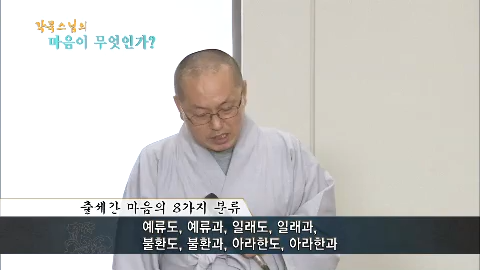 각묵스님의
마음이 무엇인가?
출세간 마음의 8가지 분류
예류도, 예류과, 일래도, 일래과,
불환도, 불환과, 아라한도, 아라한과